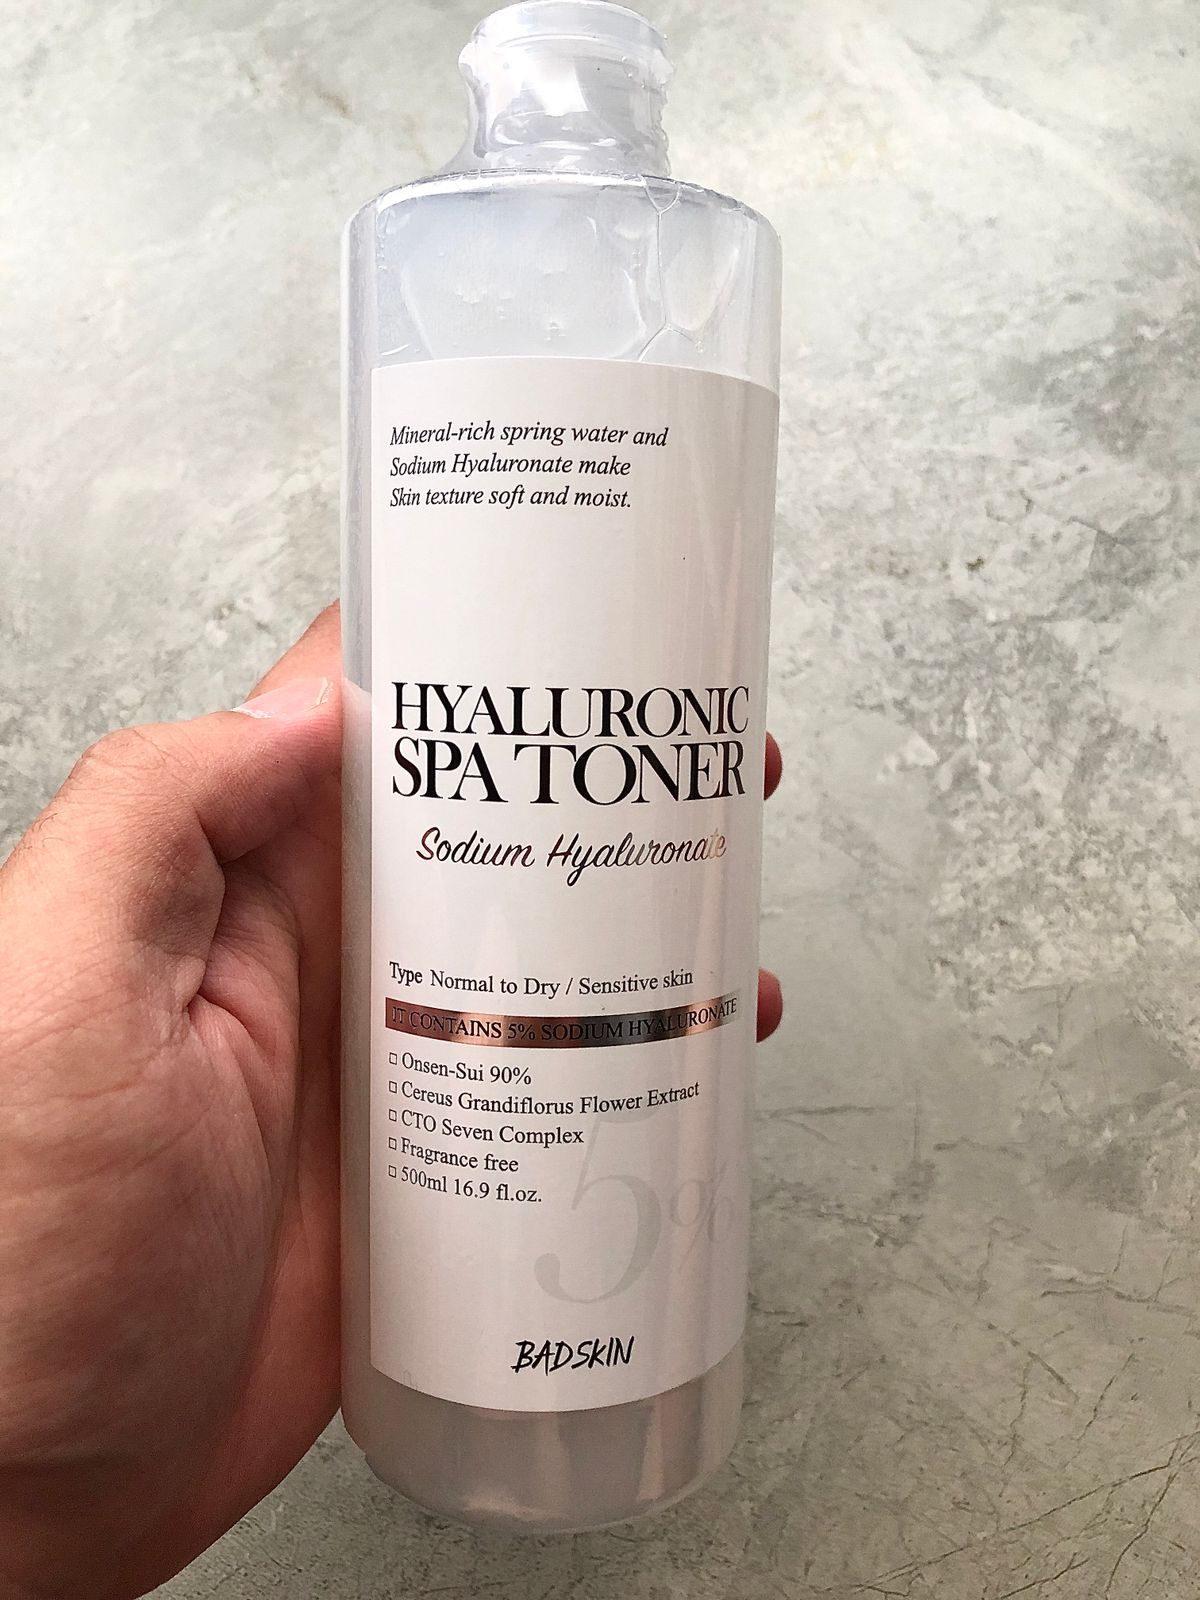 Mineral-rich spring water and
Sodium Hyaluronate make
Skin texture soft and moist.
HYALURONIC
SPA TONER
Sodium Hyaluronate
Type Normal to Dry / Sensitive skin
IT CONTAINS 5% SODIUM HYALURONATE
□ Onsen-Sui 90%
□ Cereus Grandiflorus Flower Extract
□ CTO Seven Complex
□ Fragrance free
□ 500ml 16.9 fl.oz.
5%
BADSKIN